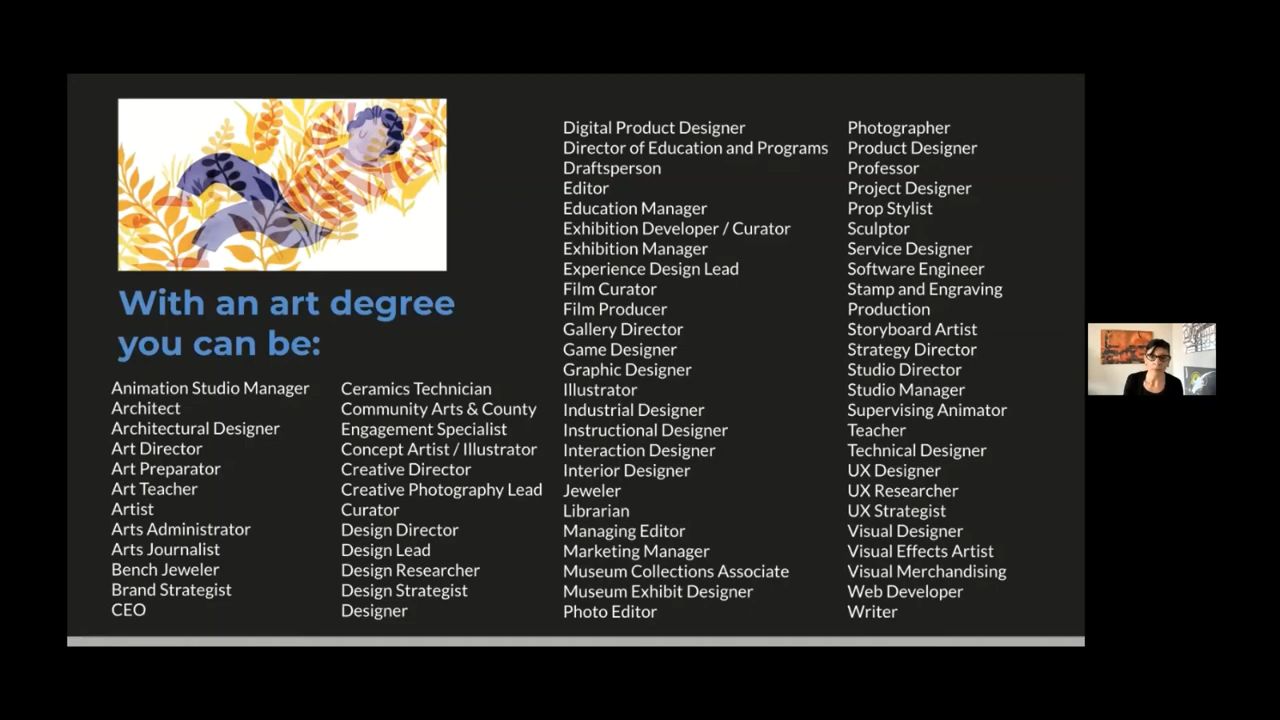 With an art degree
you can be:
Animation Studio Manager
Architect
Architectural Designer
Art Director
Art Preparator
Art Teacher
Artist
Arts Administrator
Arts Journalist
Bench Jeweler
Brand Strategist
CEO
Ceramics Technician
Community Arts & County
Engagement Specialist
Concept Artist / Illustrator
Creative Director
Creative Photography Lead
Curator
Design Director
Design Lead
Design Researcher
Design Strategist
Designer
Digital Product Designer
Director of Education and Programs
Draftsperson
Editor
Education Manager
Exhibition Developer / Curator
Exhibition Manager
Experience Design Lead
Film Curator
Film Producer
Gallery Director
Game Designer
Graphic Designer
Illustrator
Industrial Designer
Instructional Designer
Interaction Designer
Interior Designer
Jeweler
Librarian
Managing Editor
Marketing Manager
Museum Collections Associate
Museum Exhibit Designer
Photo Editor
Photographer
Product Designer
Professor
Project Designer
Prop Stylist
Sculptor
Service Designer
Software Engineer
Stamp and Engraving
Production
Storyboard Artist
Strategy Director
Studio Director
Studio Manager
Supervising Animator
Teacher
Technical Designer
UX Designer
UX Researcher
UX Strategist
Visual Designer
Visual Effects Artist
Visual Merchandising
Web Developer
Writer